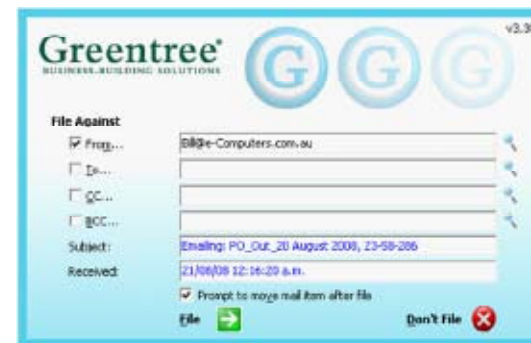 Greentree
BUSINESS-BUILDING SOLUTIONS
G G G
v3.3
File Against
From... Bill@e-Computers.com.au
To...
CC...
BCC...
Subject: Emailing: PO_Out_20 August 2008, 23-58-286
Received: 21/08/08 12:16:20 a.m.
Prompt to move mail item after file
File Don't File